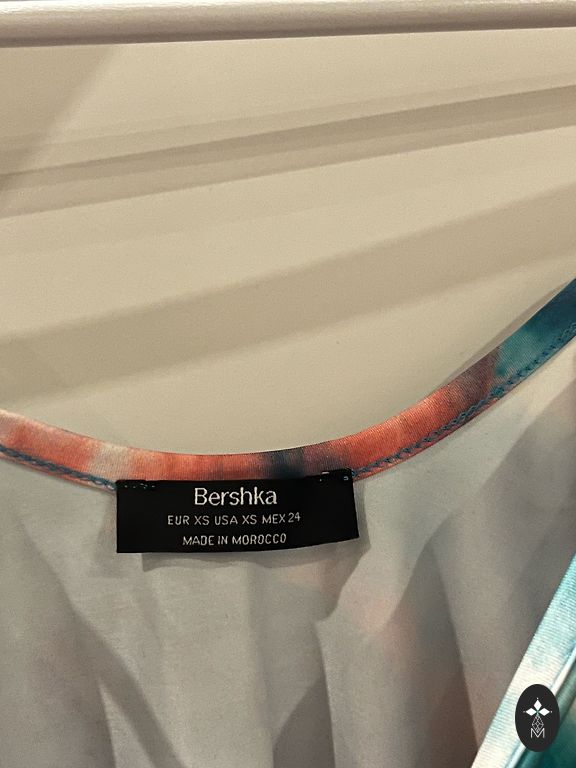 Bershka
EUR XS USA XS MEX 24
MADE IN MOROCCO
M